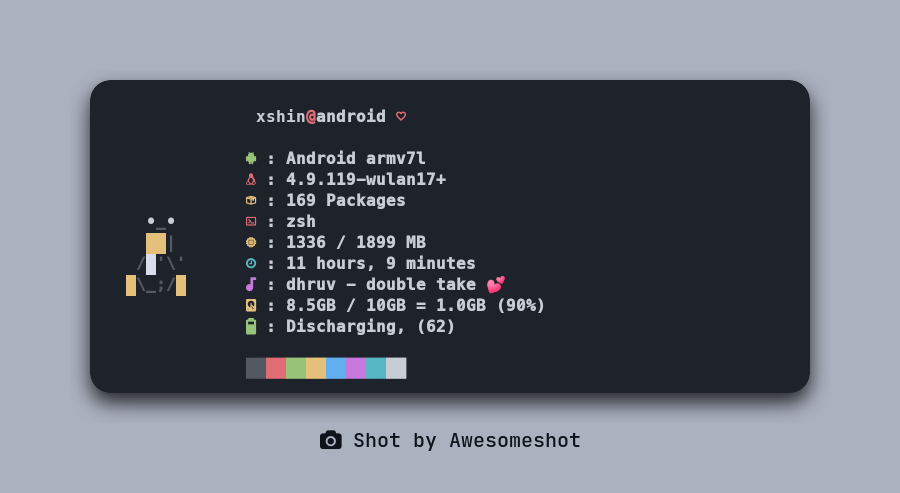 xshin@android ♡
: Android armv7l
: 4.9.119-wulan17+
: 169 Packages
: zsh
: 1336 / 1899 MB
: 11 hours, 9 minutes
: dhruv - double take 💕
: 8.5GB / 10GB = 1.0GB (90%)
: Discharging, (62)
Shot by Awesomeshot